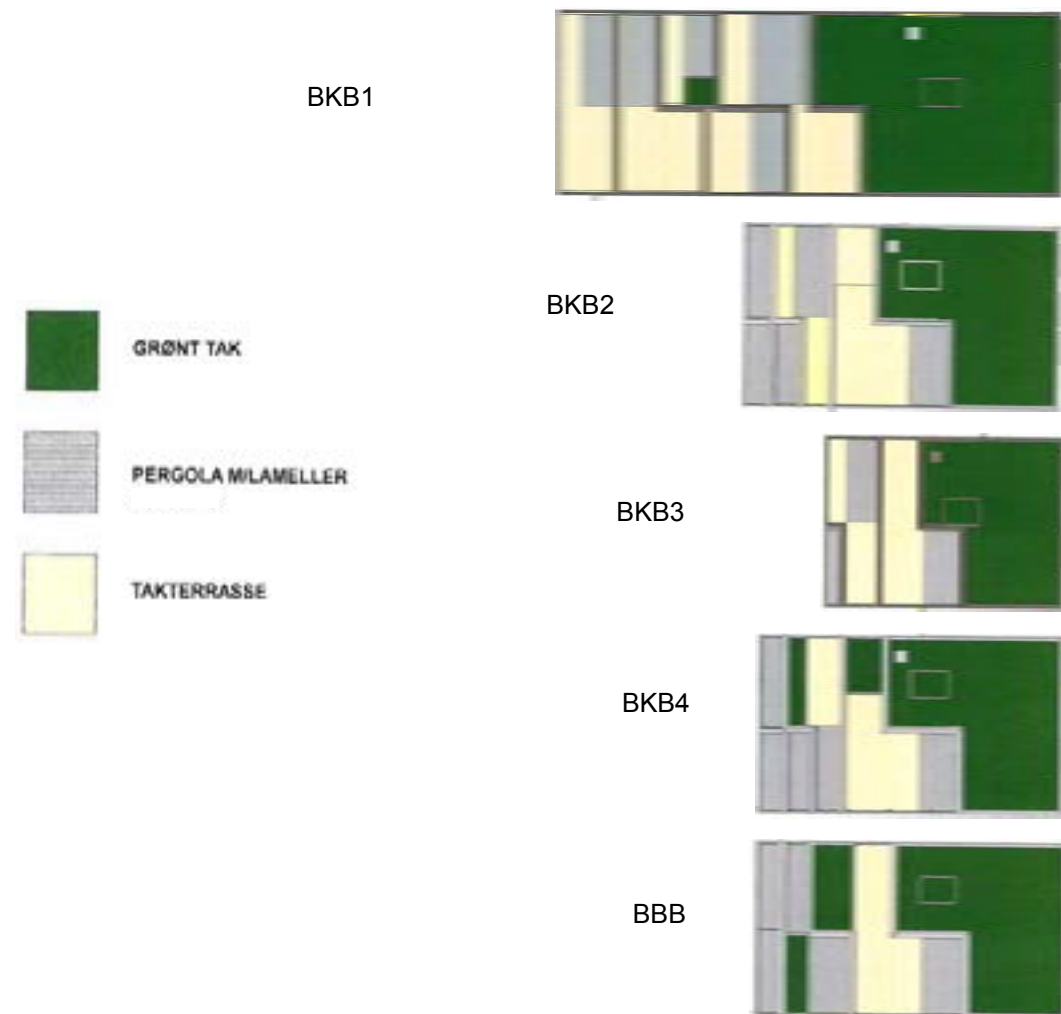 BKB1
BKB2
GRØNT TAK
PERGOLA M/LAMELLER
BKB3
TAKTERRASSE
BKB4
BBB